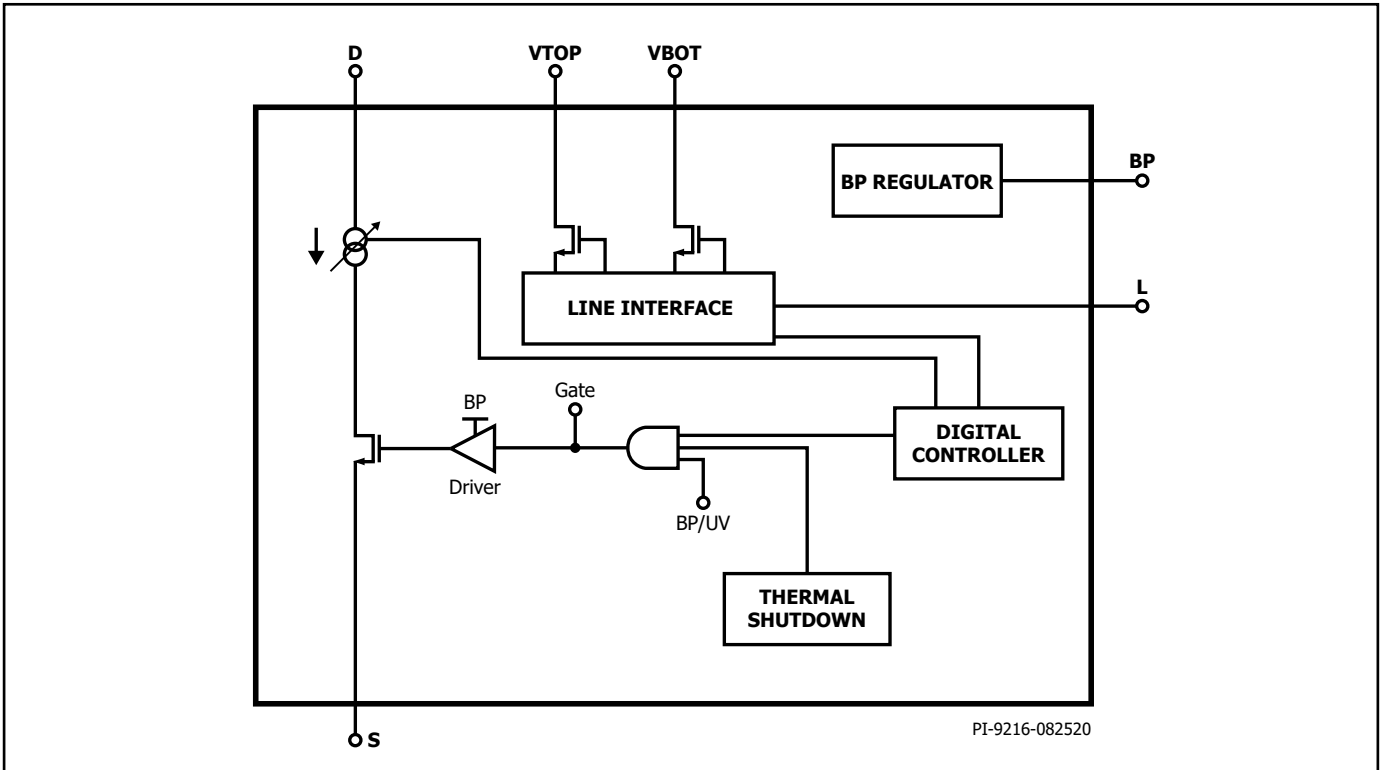 D
VTOP
VBOT
BP REGULATOR
BP
LINE INTERFACE
L
Gate
BP
DIGITAL
CONTROLLER
Driver
BP/UV
THERMAL
SHUTDOWN
PI-9216-082520
S